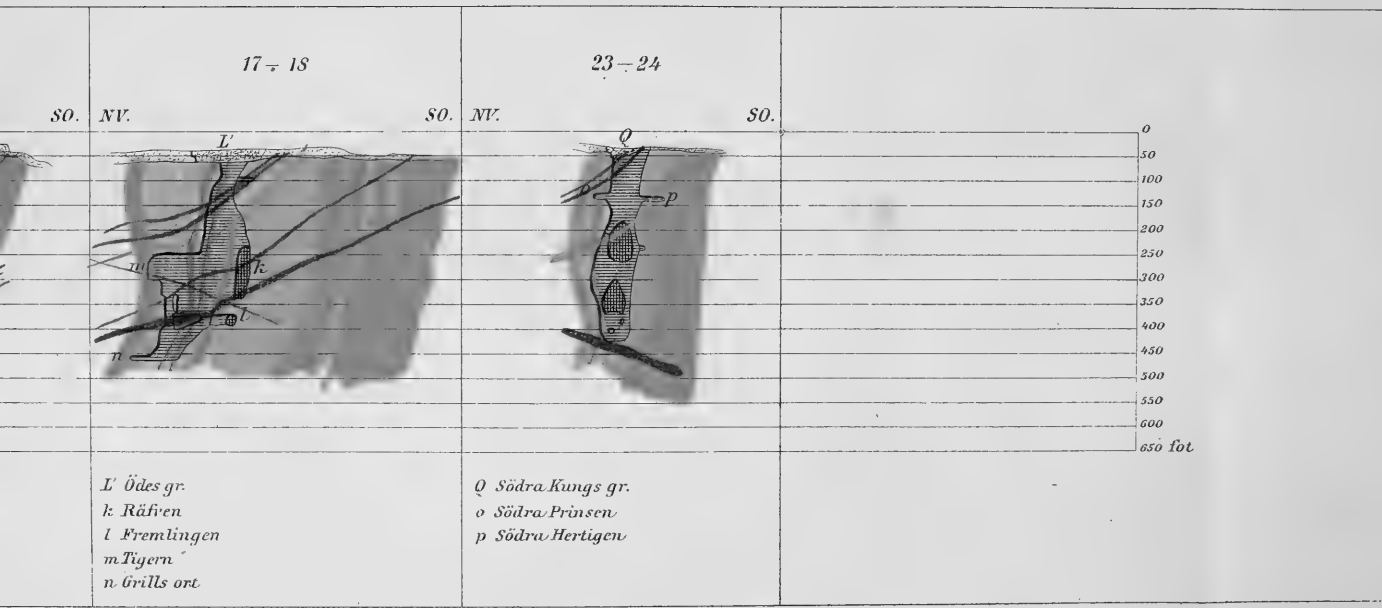 SO.
17–18
NV.
SO.
L'
m
k
l
n
23–24
NV.
SO.
Q
o
p
0
50
100
150
200
250
300
350
400
450
500
550
600
650 fot
L' Ödes gr.
k Räfven
l Fremlingen
m Tigern
n Grills ort
Q Södra Kungs gr.
o Södra Prinsen
p Södra Hertigen